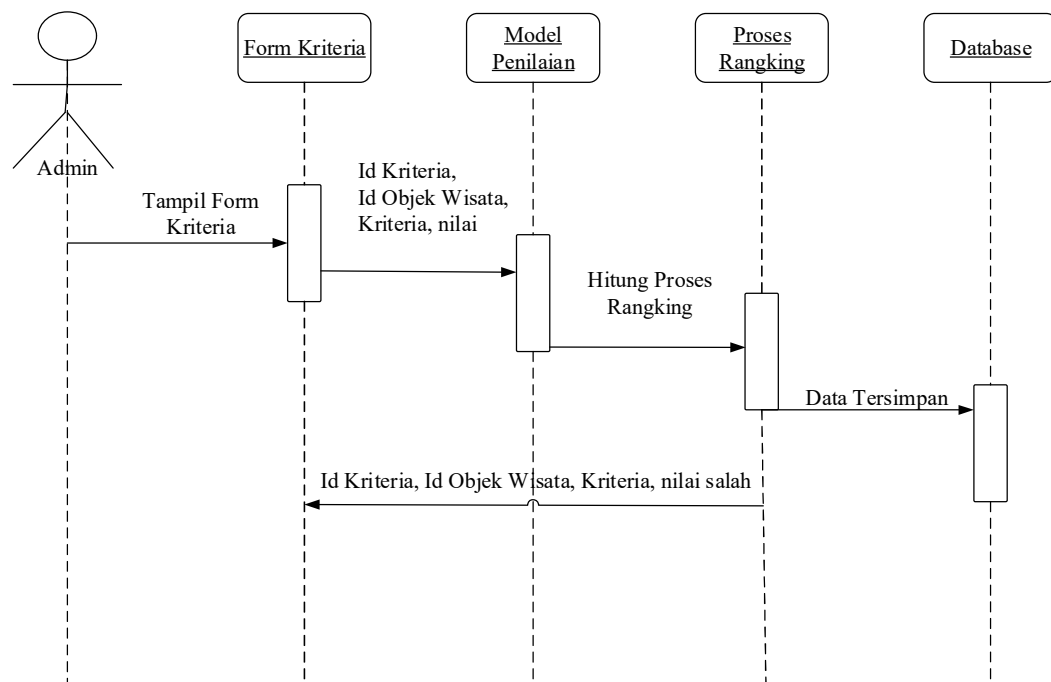 Form Kriteria
Model
Penilaian
Proses
Rangking
Database
Admin
Tampil Form
Kriteria
Id Kriteria,
Id Objek Wisata,
Kriteria, nilai
Hitung Proses
Rangking
Data Tersimpan
Id Kriteria, Id Objek Wisata, Kriteria, nilai salah